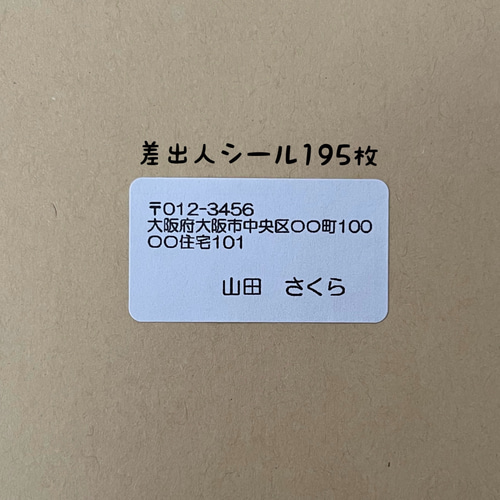 差出人シール195枚
〒012-3456
大阪府大阪市中央区〇〇町100
〇〇住宅101
山田　さくら